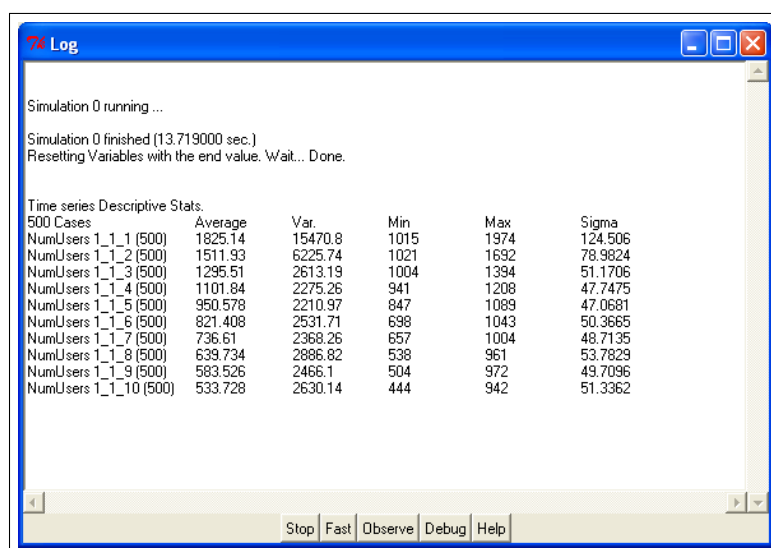 Log
Simulation 0 running ...
Simulation 0 finished (13.719000 sec.)
Resetting Variables with the end value. Wait... Done.
Time series Descriptive Stats.
500 Cases Average Var. Min Max Sigma
NumUsers 1_1_1 (500) 1825.14 15470.8 1015 1974 124.506
NumUsers 1_1_2 (500) 1511.93 6225.74 1021 1692 78.9824
NumUsers 1_1_3 (500) 1295.51 2613.19 1004 1394 51.1706
NumUsers 1_1_4 (500) 1101.84 2275.26 941 1208 47.7475
NumUsers 1_1_5 (500) 950.578 2210.97 847 1089 47.0681
NumUsers 1_1_6 (500) 821.408 2531.71 698 1043 50.3665
NumUsers 1_1_7 (500) 736.61 2368.26 657 1004 48.7135
NumUsers 1_1_8 (500) 639.734 2886.82 538 961 53.7829
NumUsers 1_1_9 (500) 583.526 2466.1 504 972 49.7096
NumUsers 1_1_10 (500) 533.728 2630.14 444 942 51.3362
Stop Fast Observe Debug Help